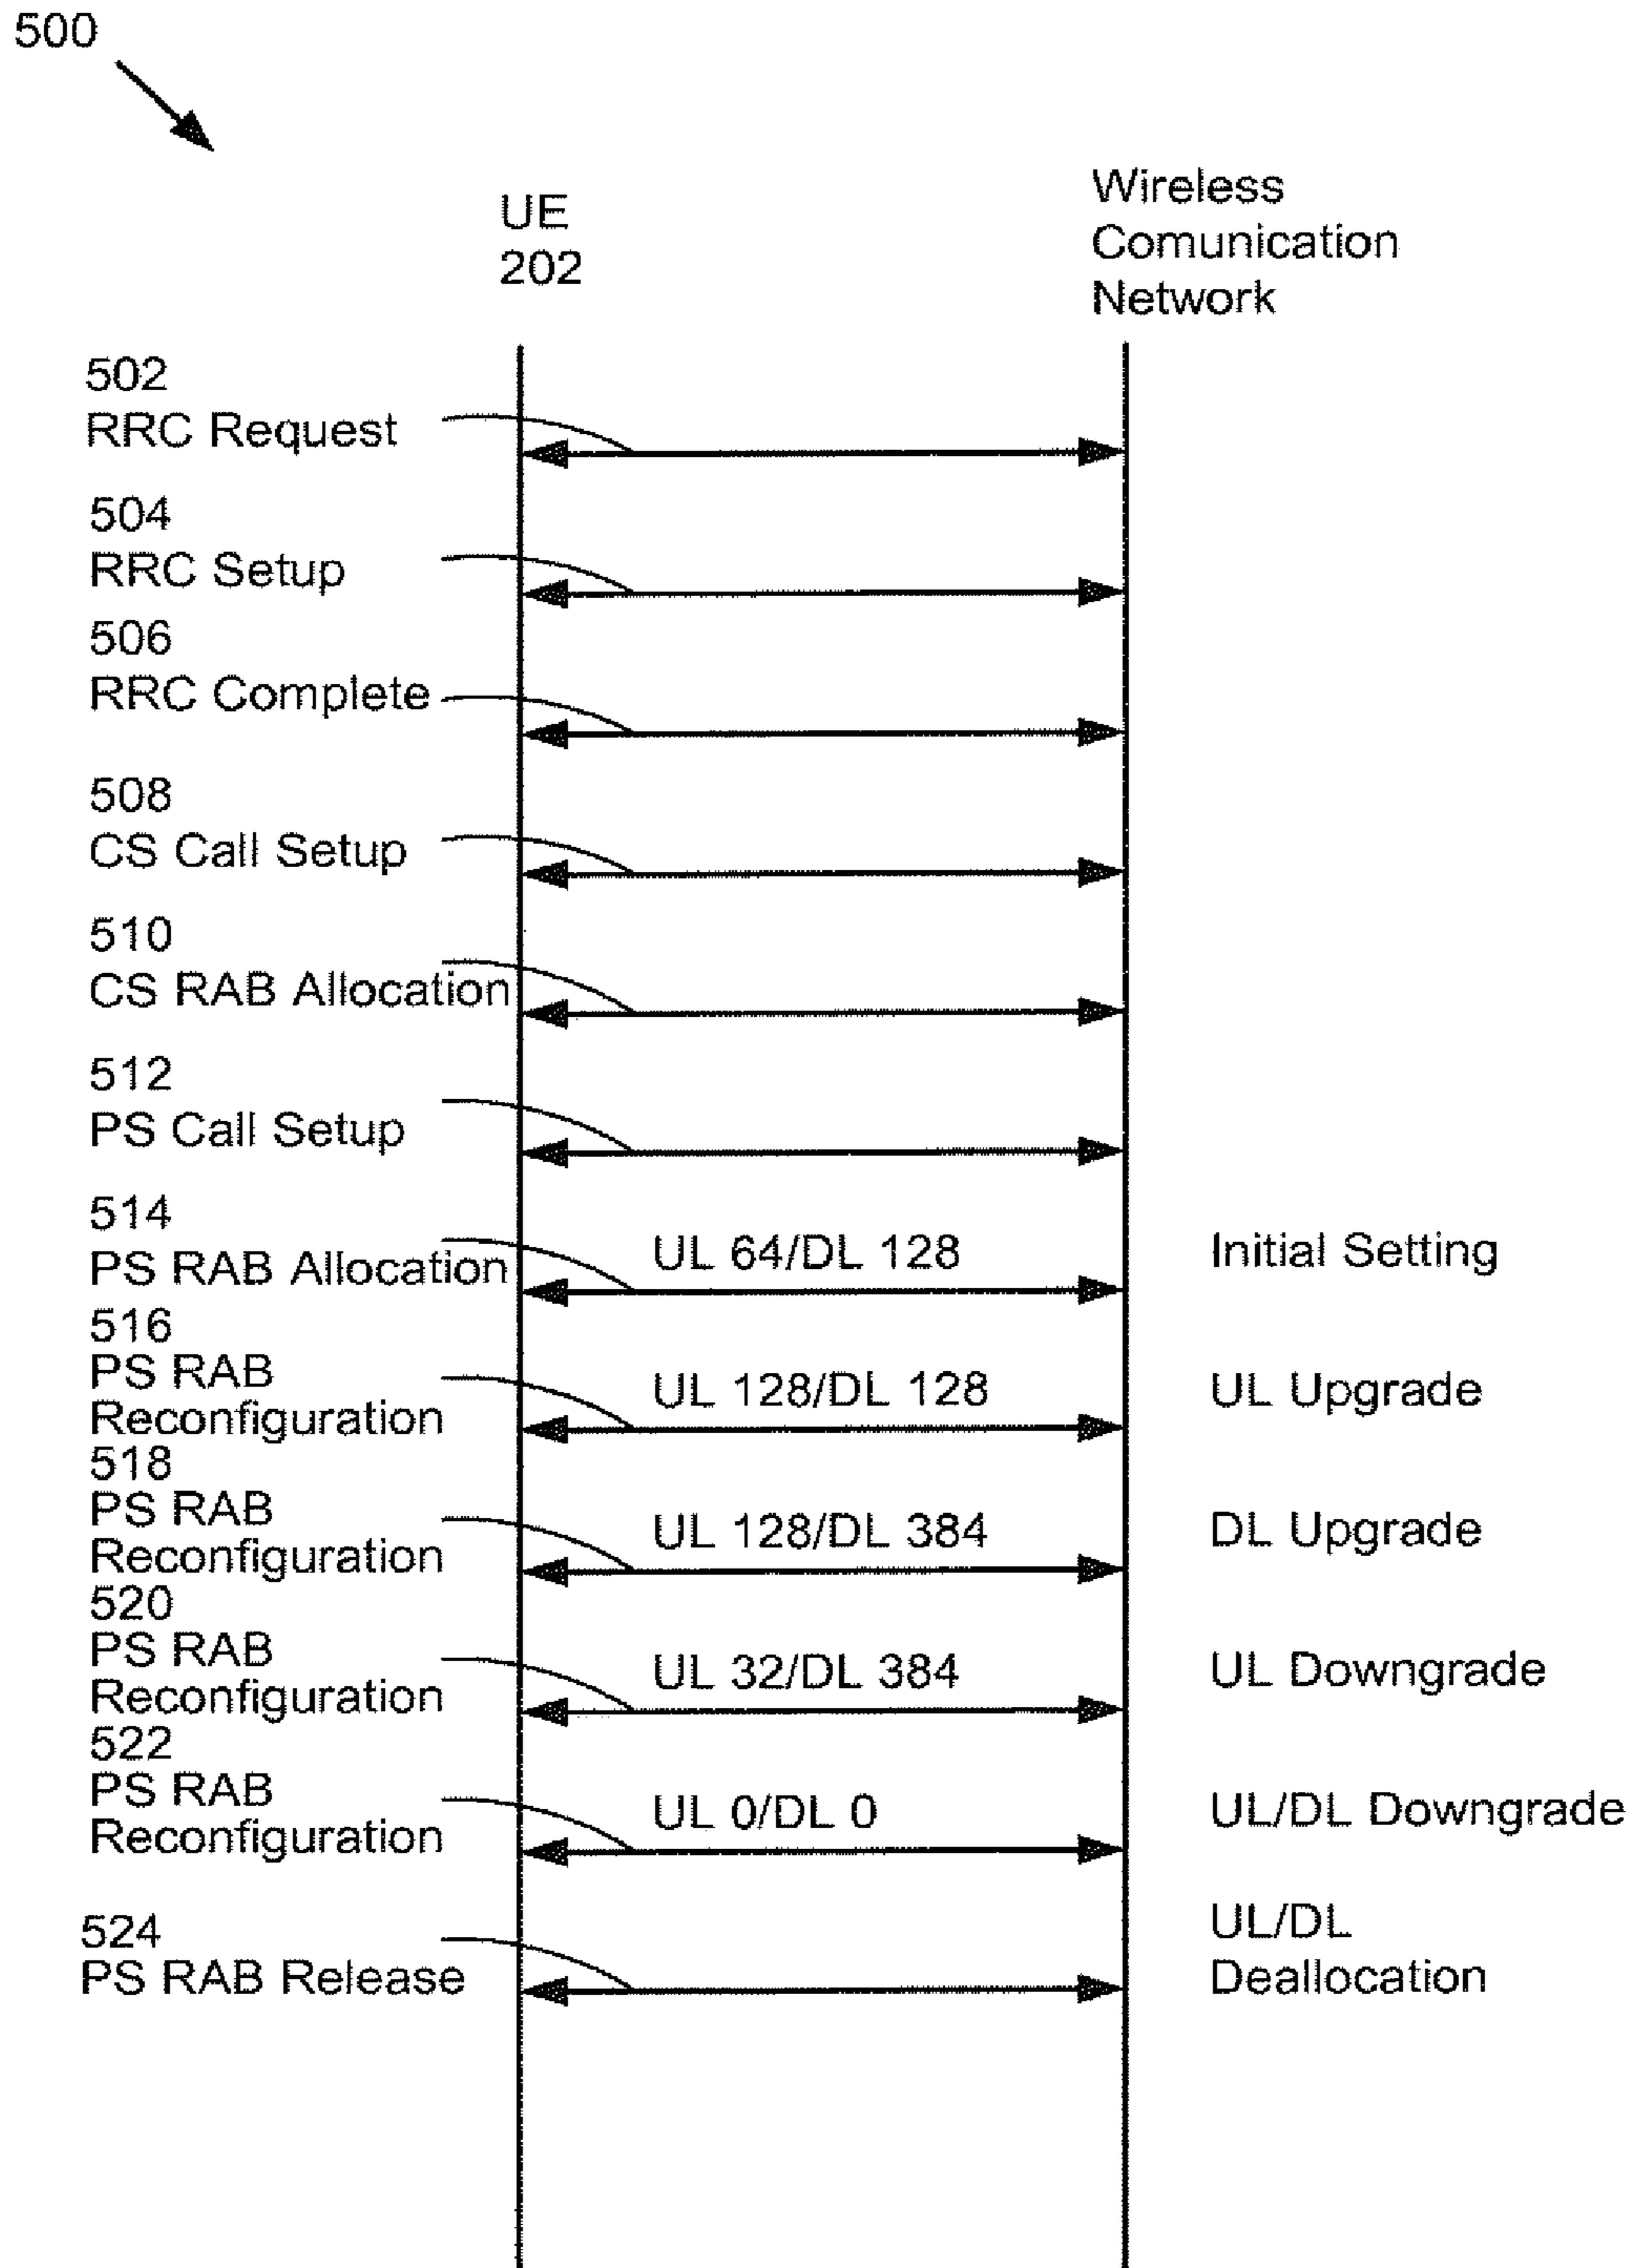 500
UE
202
Wireless
Comunication
Network
502
RRC Request
504
RRC Setup
506
RRC Complete
508
CS Call Setup
510
CS RAB Allocation
512
PS Call Setup
514
PS RAB Allocation
UL 64/DL 128
Initial Setting
516
PS RAB
Reconfiguration
UL 128/DL 128
UL Upgrade
518
PS RAB
Reconfiguration
UL 128/DL 384
DL Upgrade
520
PS RAB
Reconfiguration
UL 32/DL 384
UL Downgrade
522
PS RAB
Reconfiguration
UL 0/DL 0
UL/DL Downgrade
524
PS RAB Release
UL/DL
Deallocation